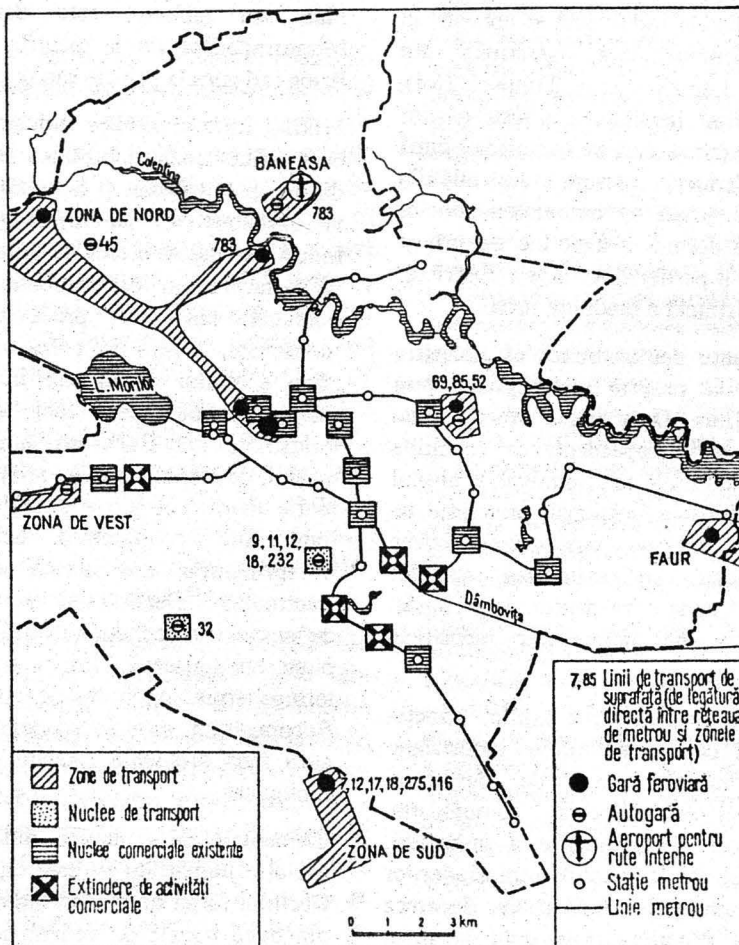 Colentina
BĂNEASA
783
ZONA DE NORD
45
783
L. Morilor
69,85,52
ZONA DE VEST
9,11,12,
18,232
FAUR
Dâmbovița
32
7,12,17,18,275,116
ZONA DE SUD
Zone de transport
Nuclee de transport
Nuclee comerciale existente
Extindere de activități
comerciale
0 1 2 3 km
7,85 Linii de transport de
suprafață (de legătură
directă între rețeaua
de metrou și zonele
de transport)
Gară feroviară
Autogară
Aeroport pentru
rute interne
Stație metrou
Linie metrou